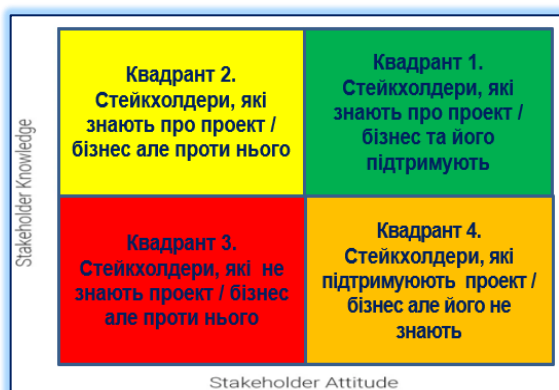 Stakeholder Knowledge
Квадрант 2.
Стейкхолдери, які
знають про проект /
бізнес але проти нього
Квадрант 1.
Стейкхолдери, які
знають про проект /
бізнес та його
підтримують
Квадрант 3.
Стейкхолдери, які не
знають проект / бізнес
але проти нього
Квадрант 4.
Стейкхолдери, які
підтримуюють проект /
бізнес але його не
знають
Stakeholder Attitude